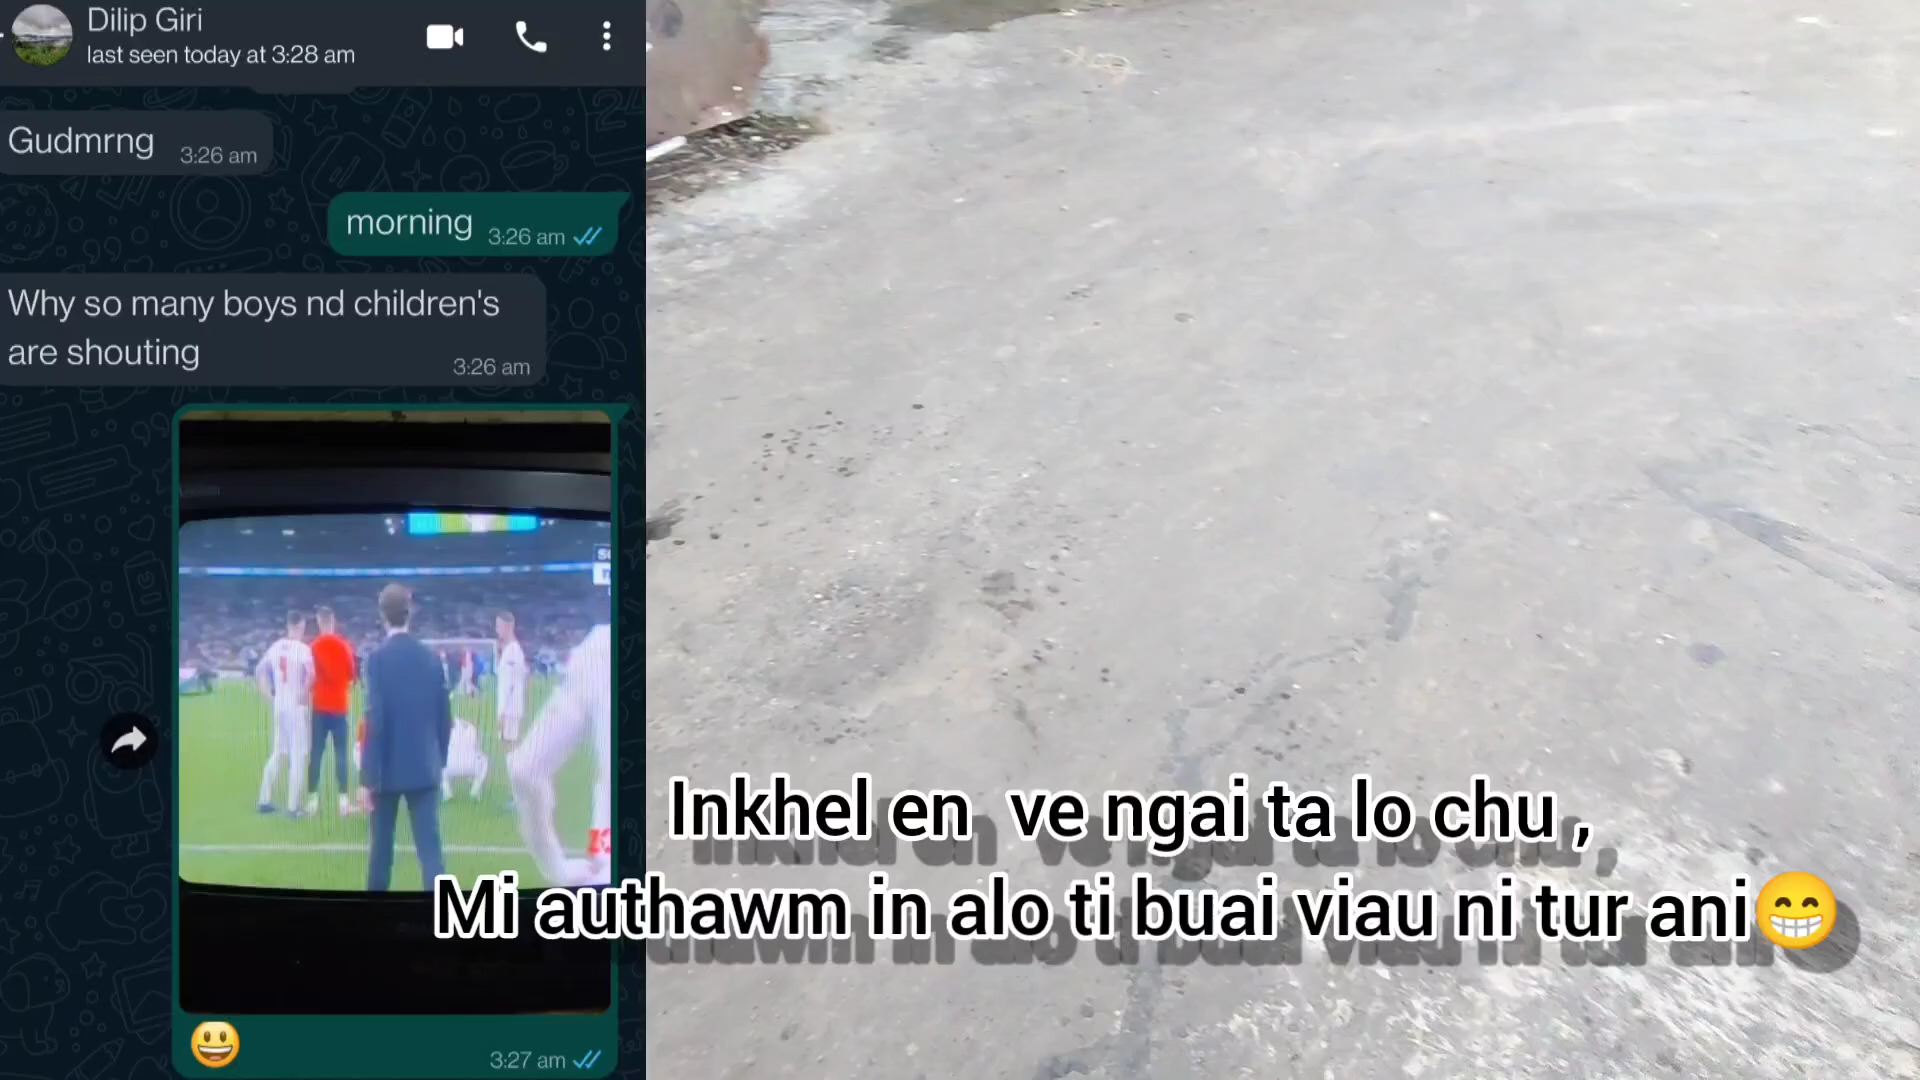 Dilip Giri
last seen today at 3:28 am
Gudmrng 3:26 am
morning 3:26 am
Why so many boys nd children's
are shouting 3:26 am
Inkhel en ve ngai ta lo chu ,
Mi authawm in alo ti buai viau ni tur ani😁
😃
3:27 am